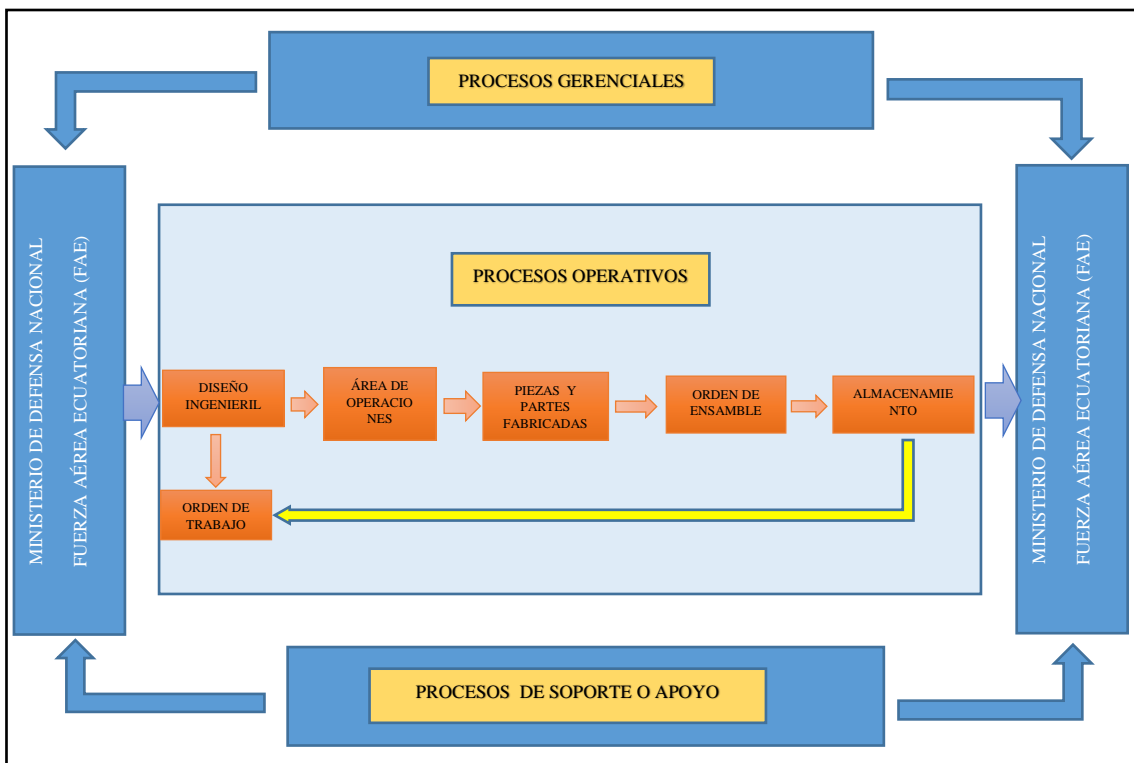 PROCESOS GERENCIALES
MINISTERIO DE DEFENSA NACIONAL
FUERZA AÉREA ECUATORIANA (FAE)
PROCESOS OPERATIVOS
DISEÑO
INGENIERIL
ÁREA DE
OPERACIO
NES
PIEZAS Y
PARTES
FABRICADAS
ORDEN DE
ENSAMBLE
ALMACENAMIE
NTO
ORDEN DE
TRABAJO
MINISTERIO DE DEFENSA NACIONAL
FUERZA AÉREA ECUATORIANA (FAE)
PROCESOS DE SOPORTE O APOYO